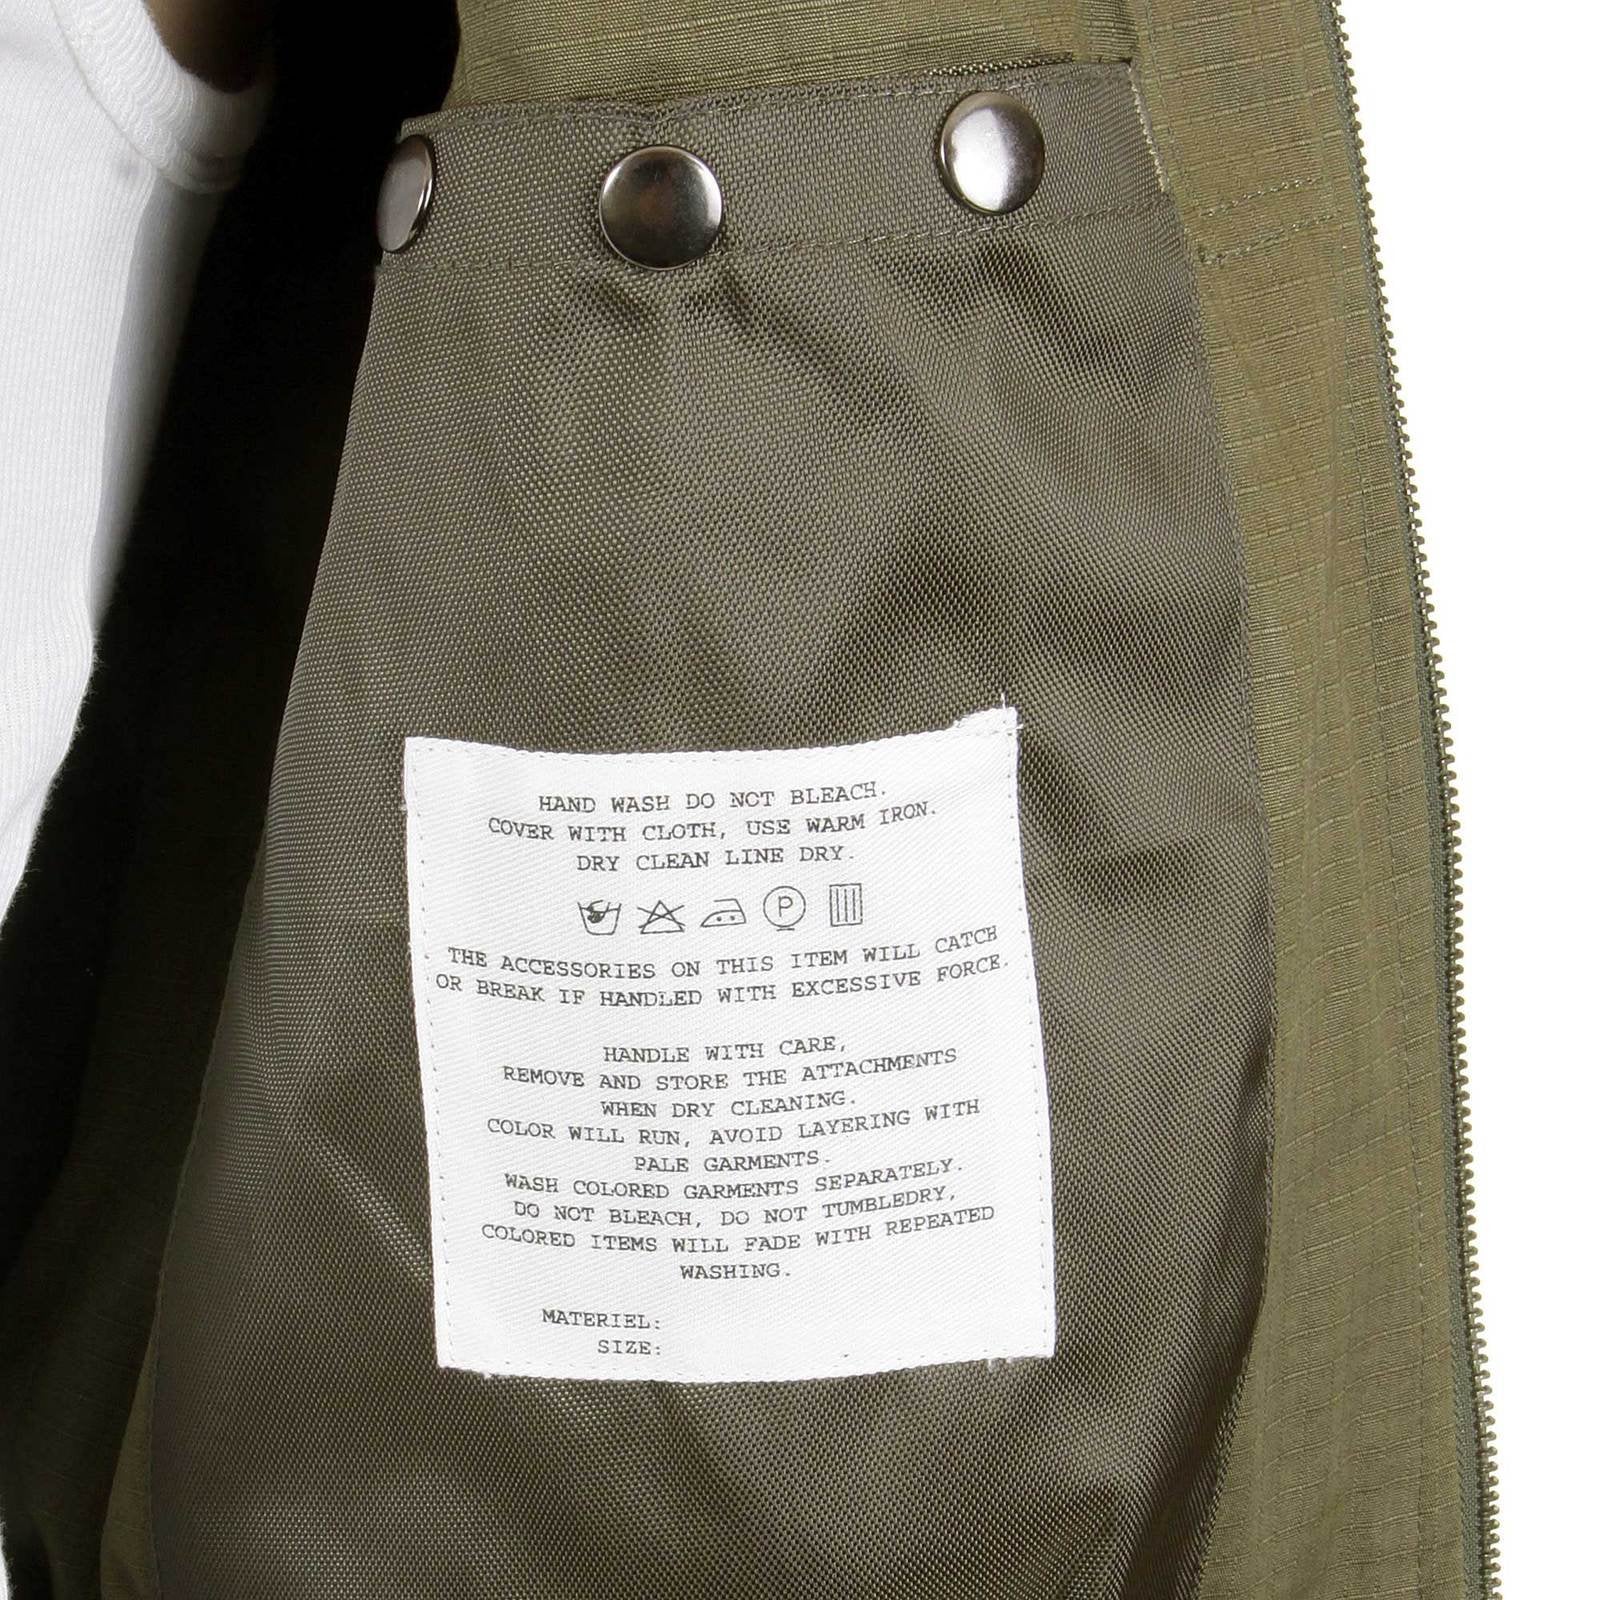 HAND WASH DO NOT BLEACH.
COVER WITH CLOTH, USE WARM IRON.
DRY CLEAN LINE DRY.
P
THE ACCESSORIES ON THIS ITEM WILL CATCH
OR BREAK IF HANDLED WITH EXCESSIVE FORCE.
HANDLE WITH CARE,
REMOVE AND STORE THE ATTACHMENTS
WHEN DRY CLEANING.
COLOR WILL RUN, AVOID LAYERING WITH
PALE GARMENTS.
WASH COLORED GARMENTS SEPARATELY.
DO NOT BLEACH, DO NOT TUMBLEDRY,
COLORED ITEMS WILL FADE WITH REPEATED
WASHING.
MATERIEL:
SIZE: